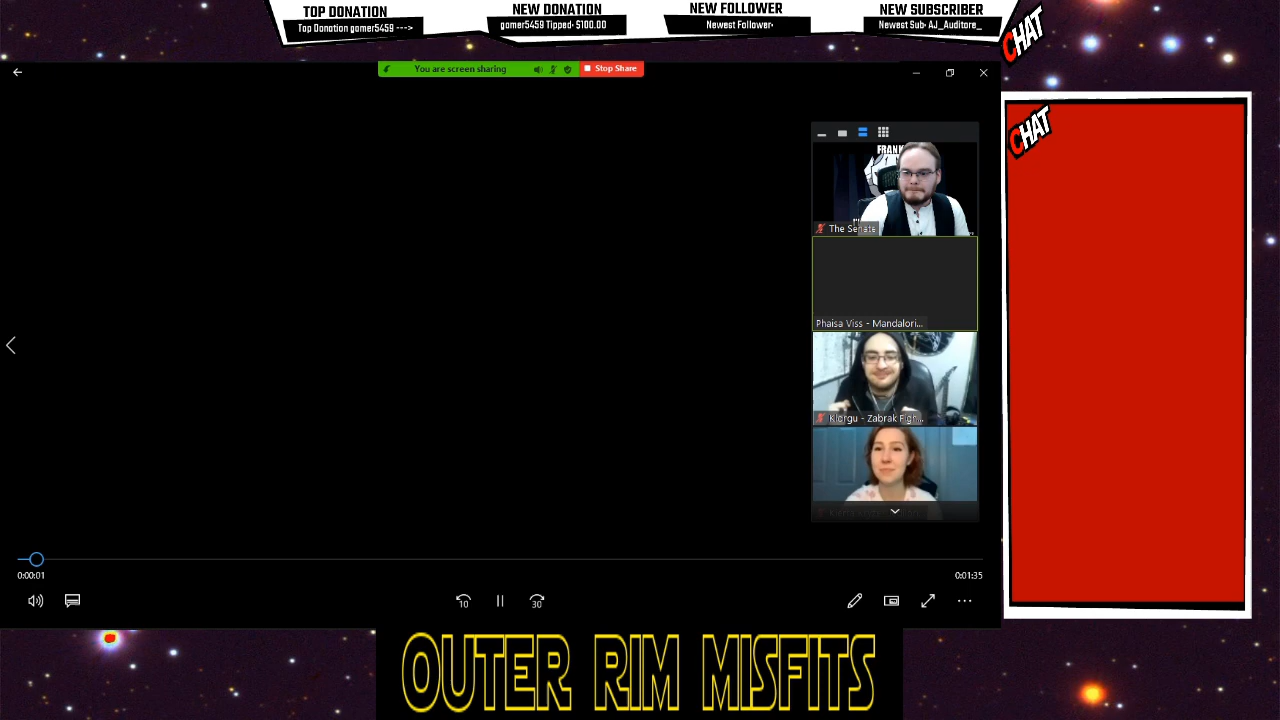 TOP DONATION
Top Donation gamer5459 --->
NEW DONATION
gamer5459 Tipped: $100.00
NEW FOLLOWER
Newest Follower:
NEW SUBSCRIBER
Newest Sub: AJ_Auditore_
CHAT
You are screen sharing
Stop Share
CHAT
FRANK
The Senate
Phaisa Viss - Mandalori...
Klorgu - Zabrak Figh...
0:00:01
0:01:35
10
30
OUTER RIM MISFITS